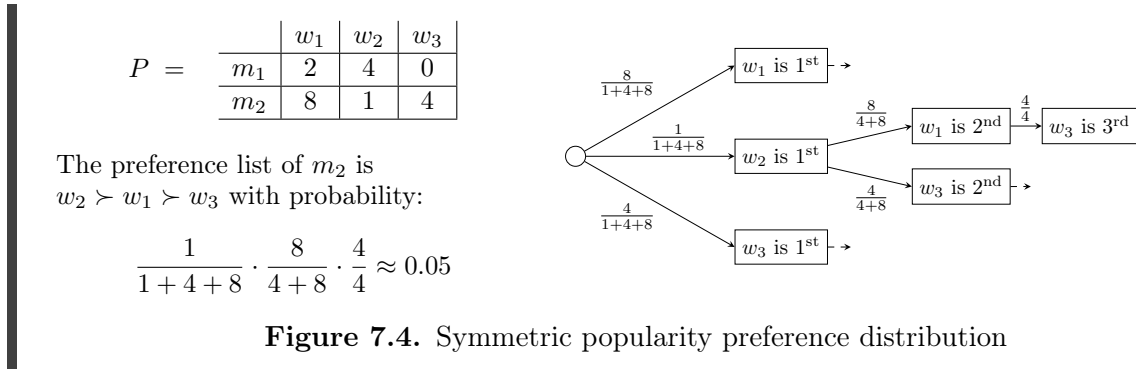 w₁ w₂ w₃
P = m₁ 2 4 0
m₂ 8 1 4
The preference list of m₂ is
w₂ ≻ w₁ ≻ w₃ with probability:
1/(1 + 4 + 8) · 8/(4 + 8) · 4/4 ≈ 0.05
8/(1+4+8) w₁ is 1ˢᵗ
1/(1+4+8) w₂ is 1ˢᵗ
8/(4+8) w₁ is 2ⁿᵈ 4/4 w₃ is 3ʳᵈ
4/(4+8) w₃ is 2ⁿᵈ
4/(1+4+8) w₃ is 1ˢᵗ
Figure 7.4. Symmetric popularity preference distribution